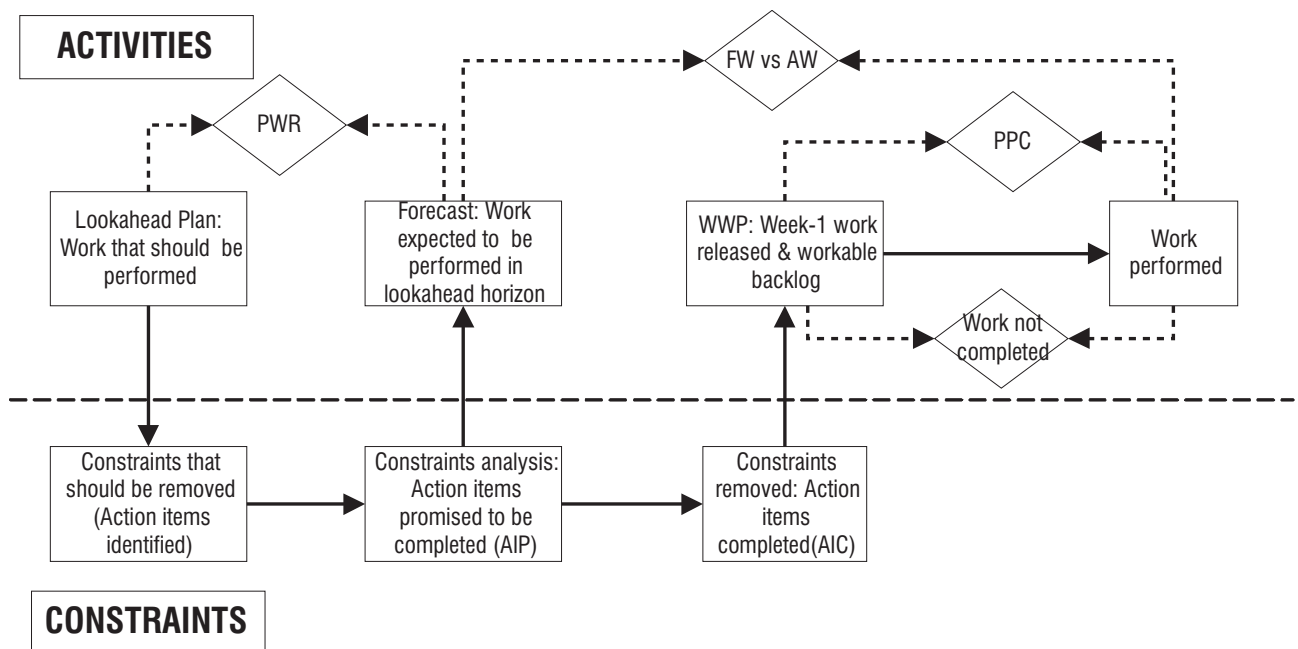 ACTIVITIES
FW vs AW
PWR
PPC
Lookahead Plan:
Work that should be
performed
Forecast: Work
expected to be
performed in
lookahead horizon
WWP: Week-1 work
released & workable
backlog
Work
performed
Work not
completed
Constraints that
should be removed
(Action items
identified)
Constraints analysis:
Action items
promised to be
completed (AIP)
Constraints
removed: Action
items
completed(AIC)
CONSTRAINTS